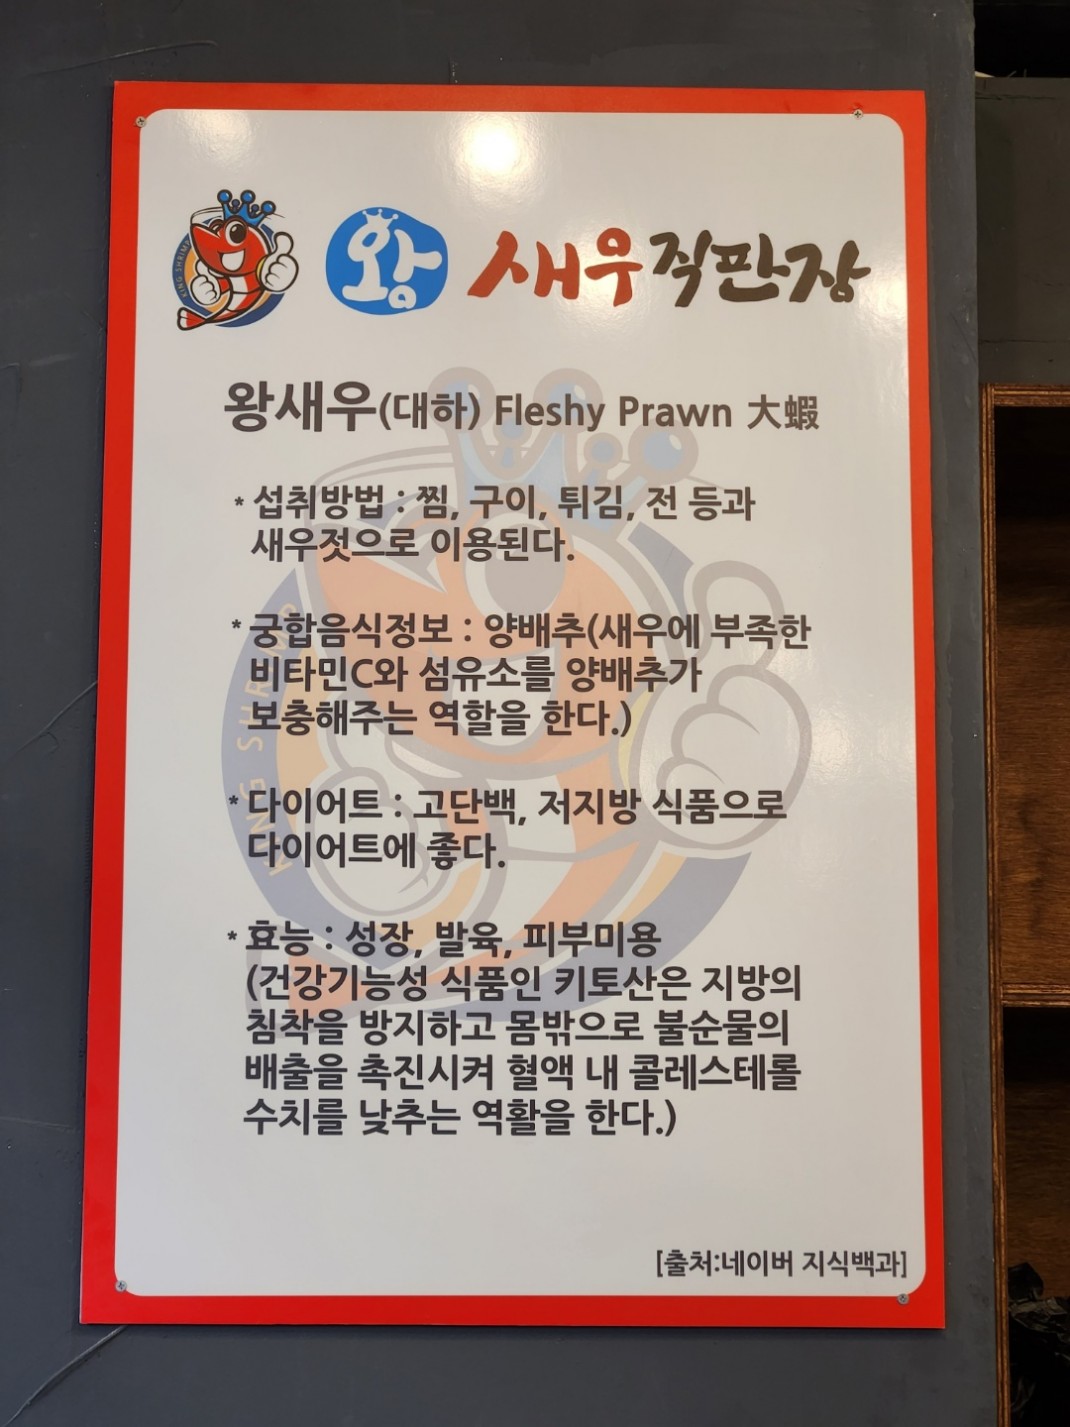 KING SHRIMP
왕 새우직판장
왕새우(대하) Fleshy Prawn 大蝦
* 섭취방법 : 찜, 구이, 튀김, 전 등과
새우젓으로 이용된다.
* 궁합음식정보 : 양배추(새우에 부족한
비타민C와 섬유소를 양배추가
보충해주는 역할을 한다.)
* 다이어트 : 고단백, 저지방 식품으로
다이어트에 좋다.
* 효능 : 성장, 발육, 피부미용
(건강기능성 식품인 키토산은 지방의
침착을 방지하고 몸밖으로 불순물의
배출을 촉진시켜 혈액 내 콜레스테롤
수치를 낮추는 역활을 한다.)
KING SHRIMP
[출처:네이버 지식백과]